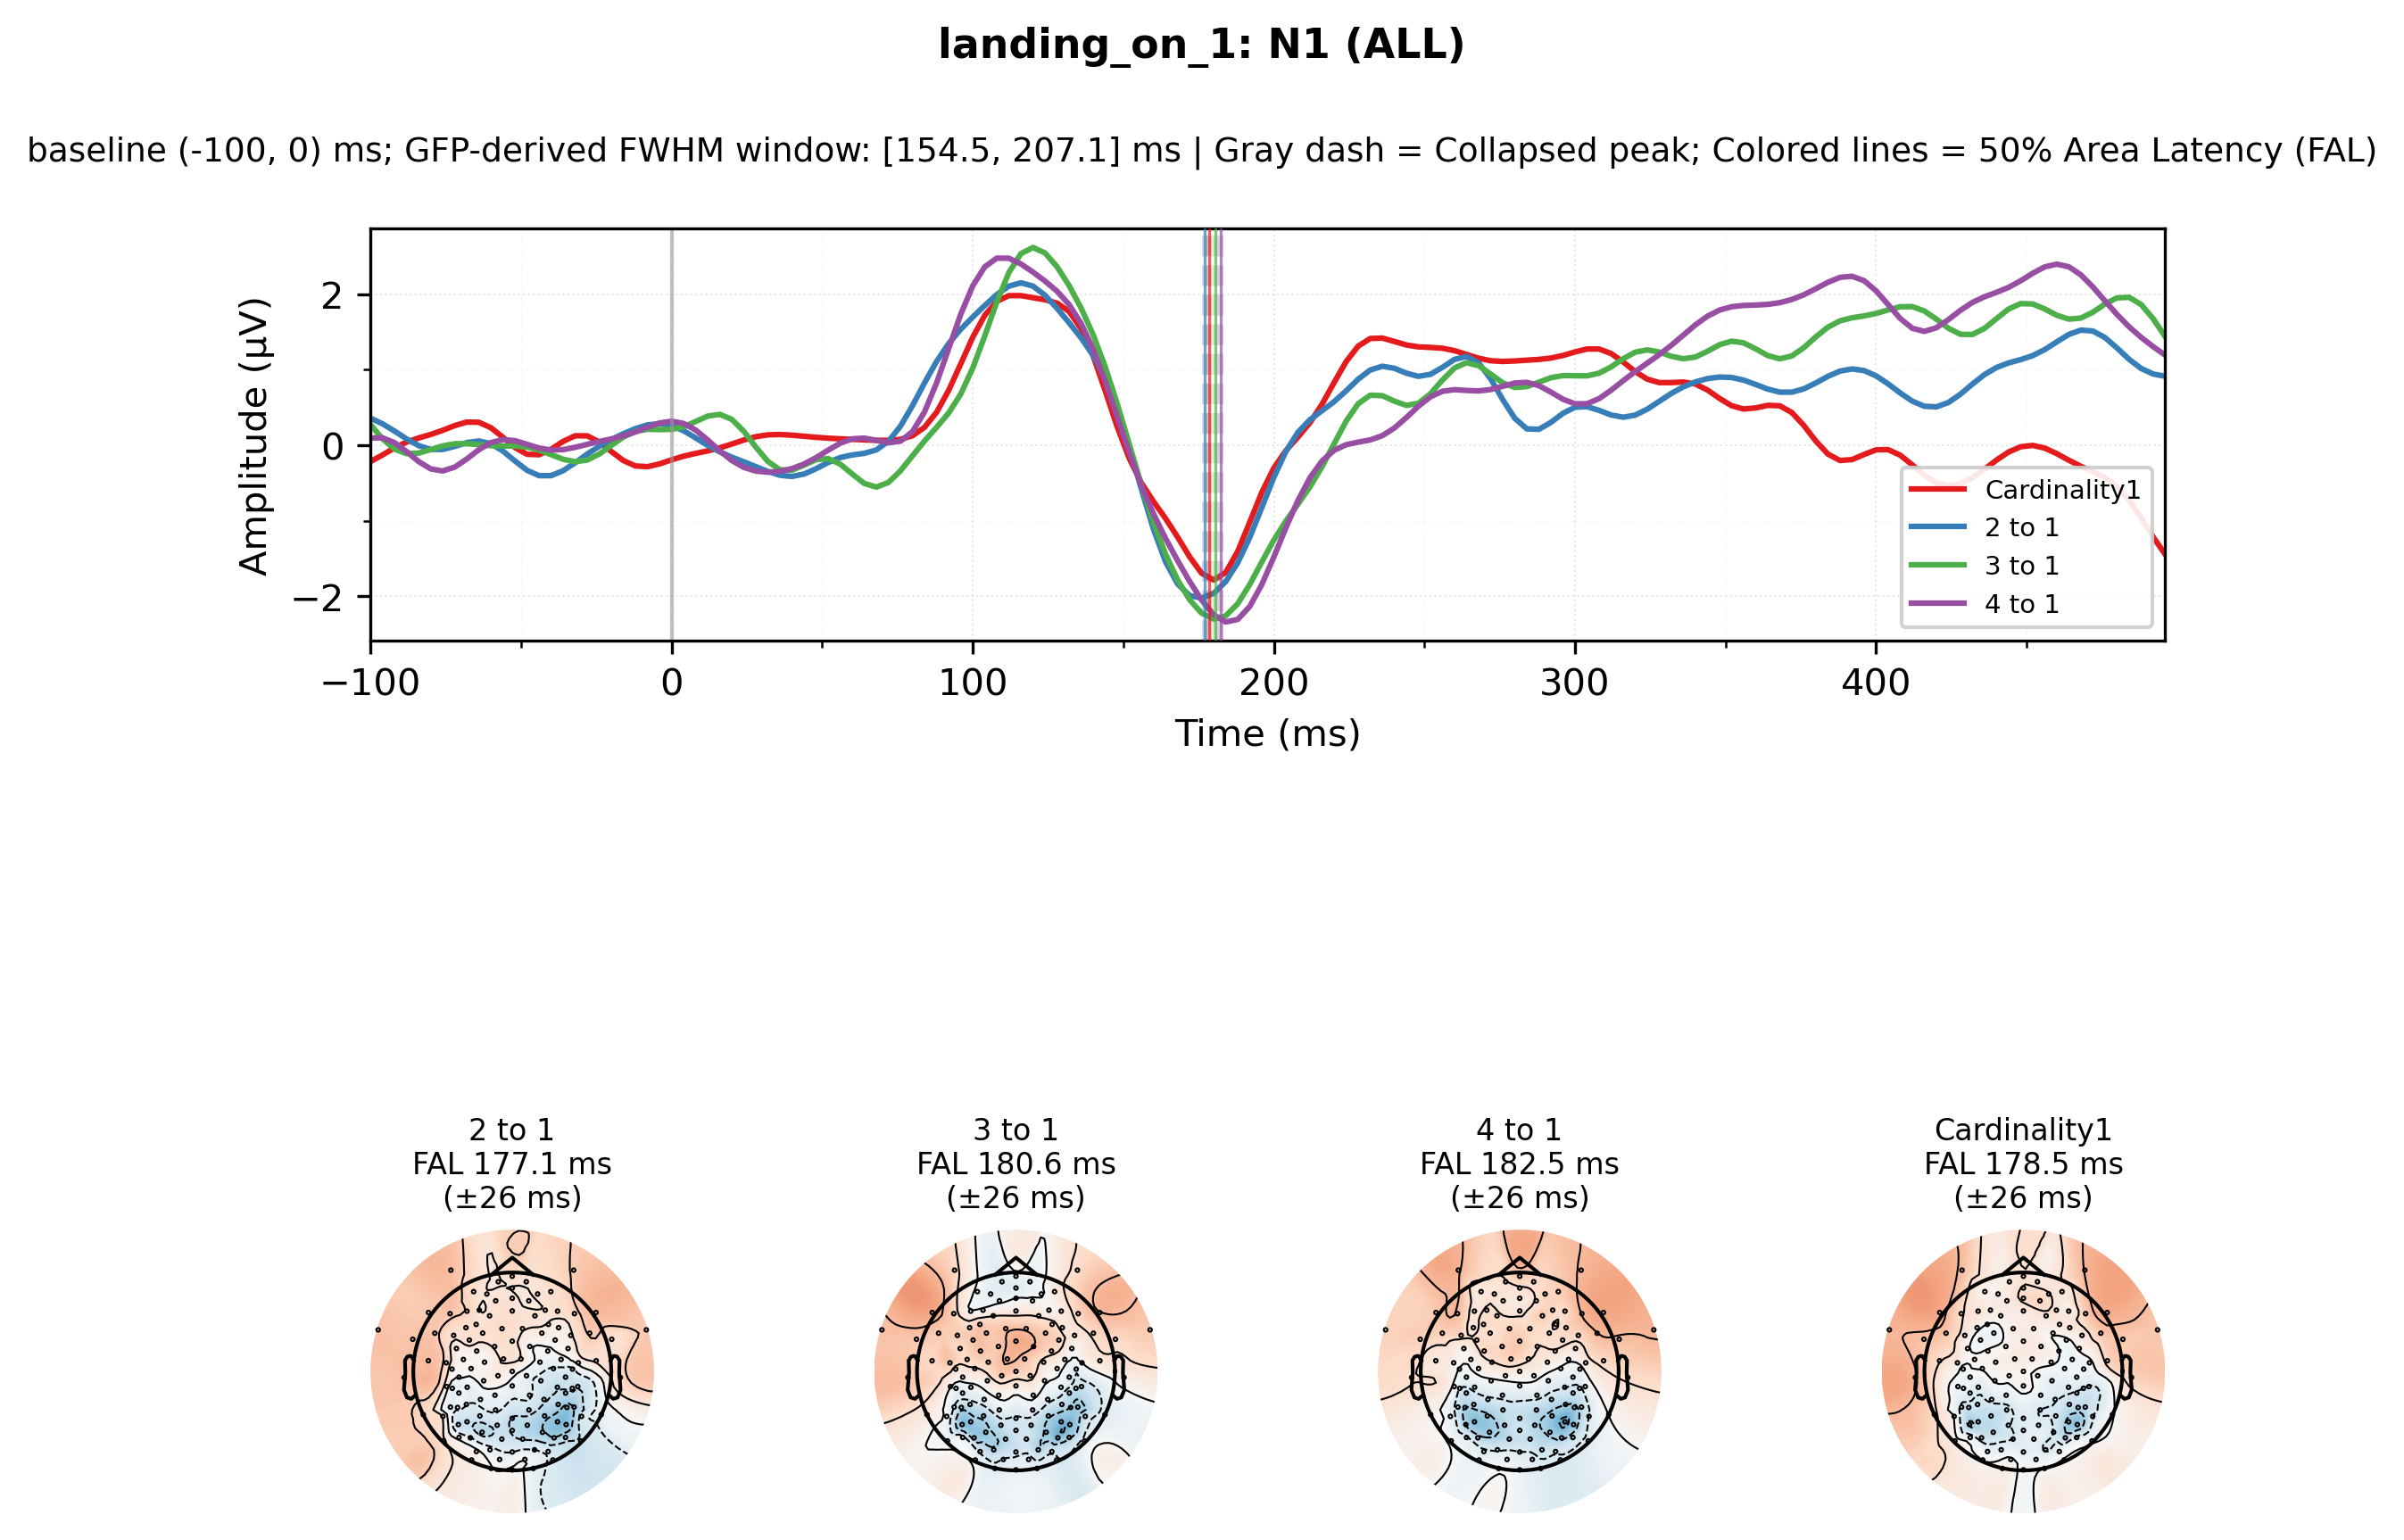 landing_on_1: N1 (ALL)
baseline (-100, 0) ms; GFP-derived FWHM window: [154.5, 207.1] ms | Gray dash = Collapsed peak; Colored lines = 50% Area Latency (FAL)
Amplitude (µV)
2
0
−2
Cardinality1
2 to 1
3 to 1
4 to 1
−100
0
100
200
300
400
Time (ms)
2 to 1
FAL 177.1 ms
(±26 ms)
3 to 1
FAL 180.6 ms
(±26 ms)
4 to 1
FAL 182.5 ms
(±26 ms)
Cardinality1
FAL 178.5 ms
(±26 ms)